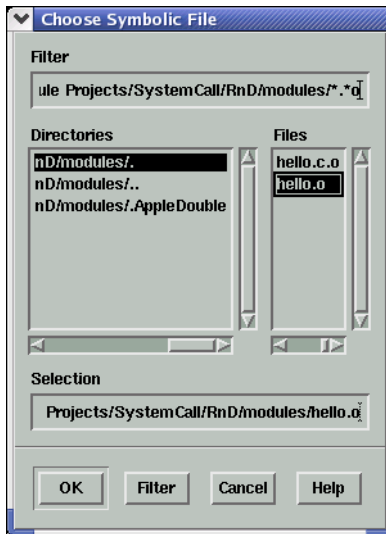 Choose Symbolic File
Filter
ule Projects/SystemCall/RnD/modules/*.*o
Directories
Files
nD/modules/.
nD/modules/..
nD/modules/.AppleDouble
hello.c.o
hello.o
Selection
Projects/SystemCall/RnD/modules/hello.o
OK Filter Cancel Help